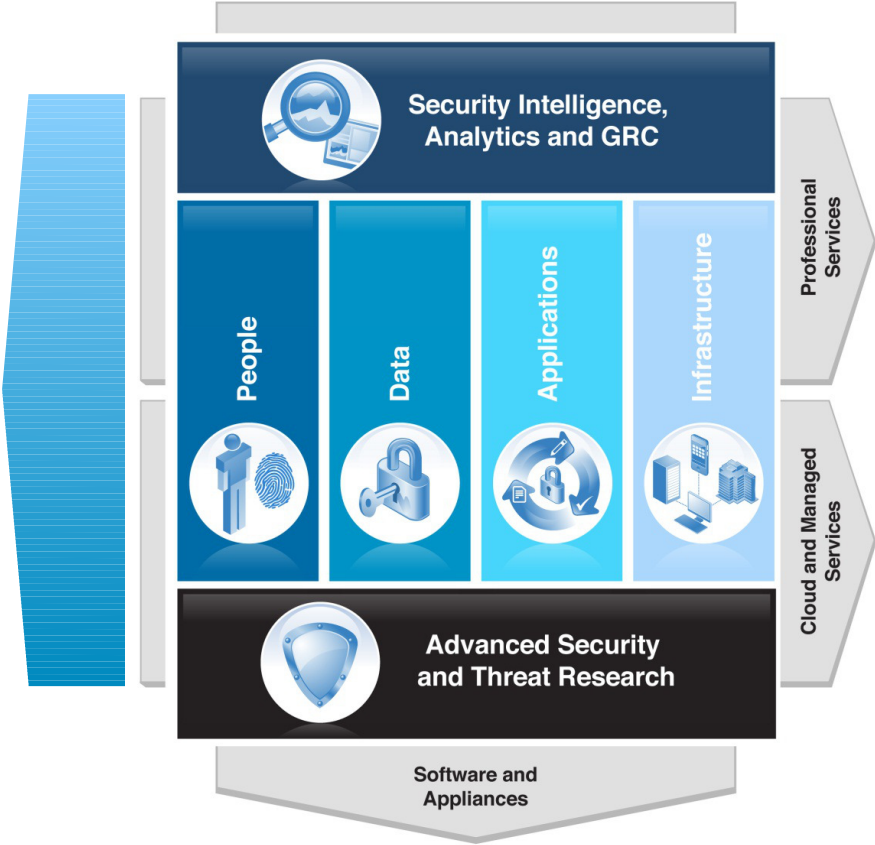 Security Intelligence,
Analytics and GRC
People
Data
Applications
Infrastructure
Professional
Services
Cloud and Managed
Services
Advanced Security
and Threat Research
Software and
Appliances